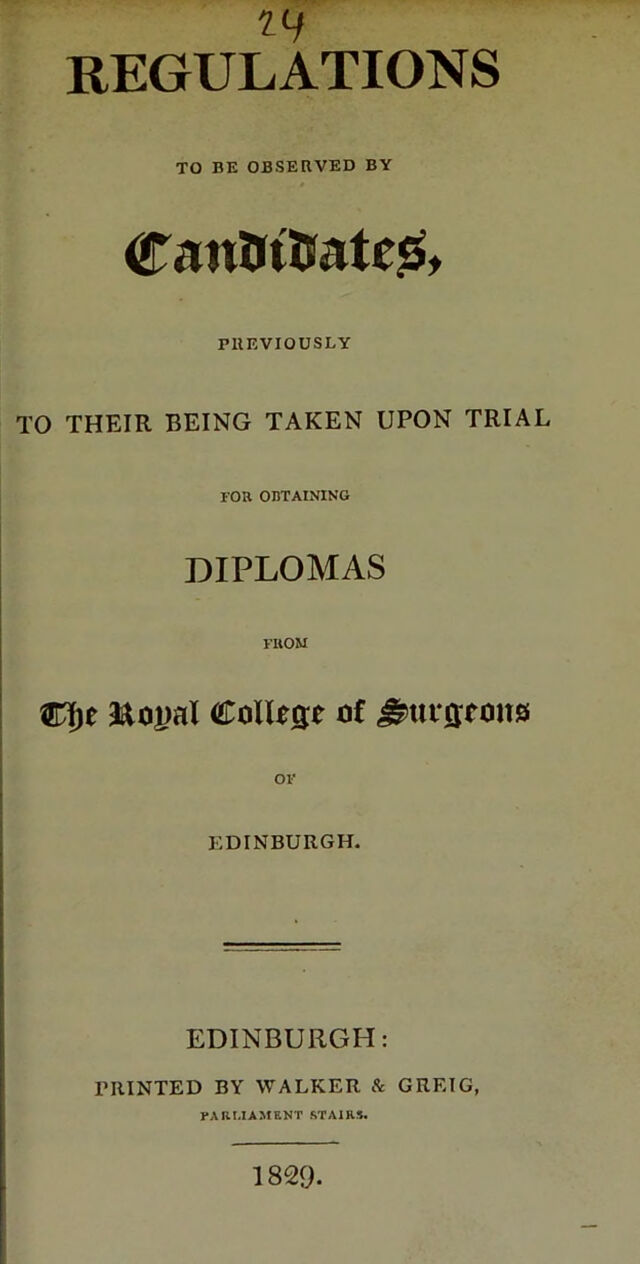 24
REGULATIONS
TO BE OBSERVED BY
Candidates,
PREVIOUSLY
TO THEIR BEING TAKEN UPON TRIAL
FOR OBTAINING
DIPLOMAS
FROM
The Royal College of Surgeons
OF
EDINBURGH.
EDINBURGH:
PRINTED BY WALKER & GREIG,
PARLIAMENT STAIRS.
1829.